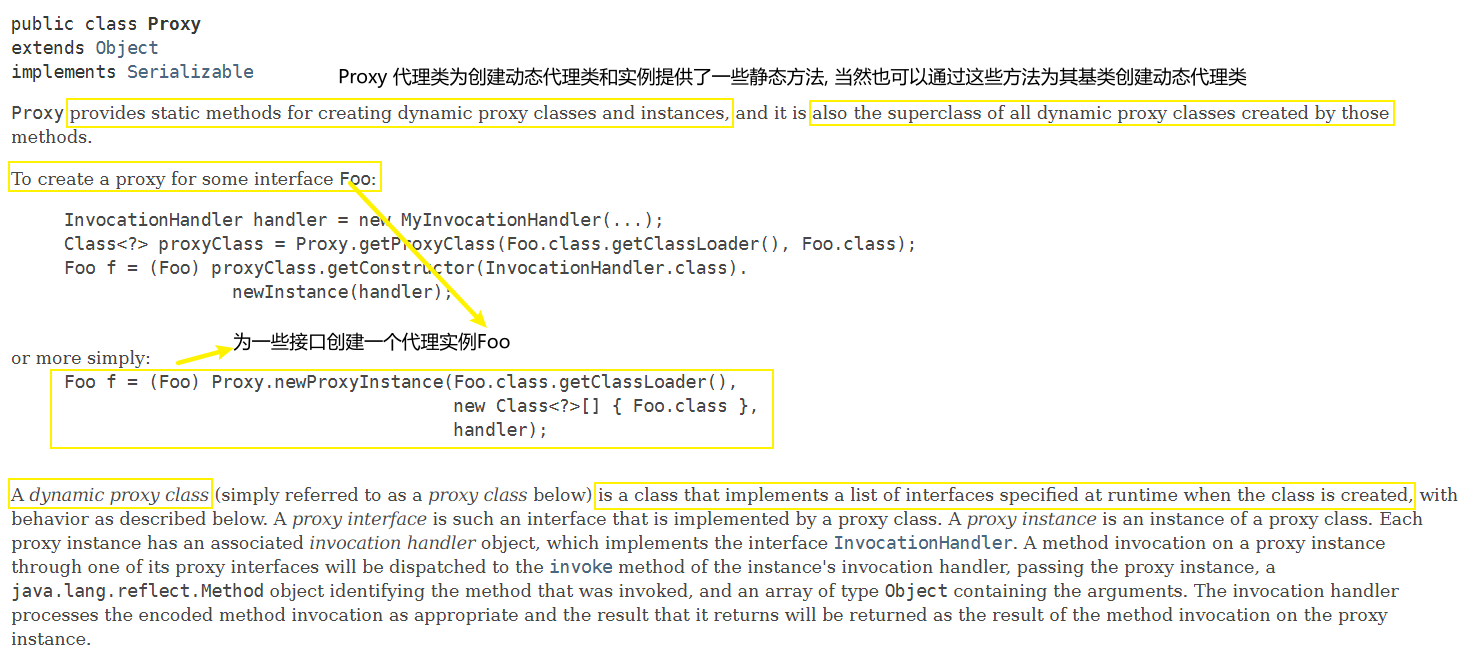 public class Proxy
extends Object
implements Serializable
Proxy 代理类为创建动态代理类和实例提供了一些静态方法, 当然也可以通过这些方法为其基类创建动态代理类
Proxy provides static methods for creating dynamic proxy classes and instances, and it is also the superclass of all dynamic proxy classes created by those
methods.
To create a proxy for some interface Foo:
InvocationHandler handler = new MyInvocationHandler(...);
Class<?> proxyClass = Proxy.getProxyClass(Foo.class.getClassLoader(), Foo.class);
Foo f = (Foo) proxyClass.getConstructor(InvocationHandler.class).
newInstance(handler);
为一些接口创建一个代理实例Foo
or more simply:
Foo f = (Foo) Proxy.newProxyInstance(Foo.class.getClassLoader(),
new Class<?>[] { Foo.class },
handler);
A dynamic proxy class (simply referred to as a proxy class below) is a class that implements a list of interfaces specified at runtime when the class is created, with
behavior as described below. A proxy interface is such an interface that is implemented by a proxy class. A proxy instance is an instance of a proxy class. Each
proxy instance has an associated invocation handler object, which implements the interface InvocationHandler. A method invocation on a proxy instance
through one of its proxy interfaces will be dispatched to the invoke method of the instance's invocation handler, passing the proxy instance, a
java.lang.reflect.Method object identifying the method that was invoked, and an array of type Object containing the arguments. The invocation handler
processes the encoded method invocation as appropriate and the result that it returns will be returned as the result of the method invocation on the proxy
instance.